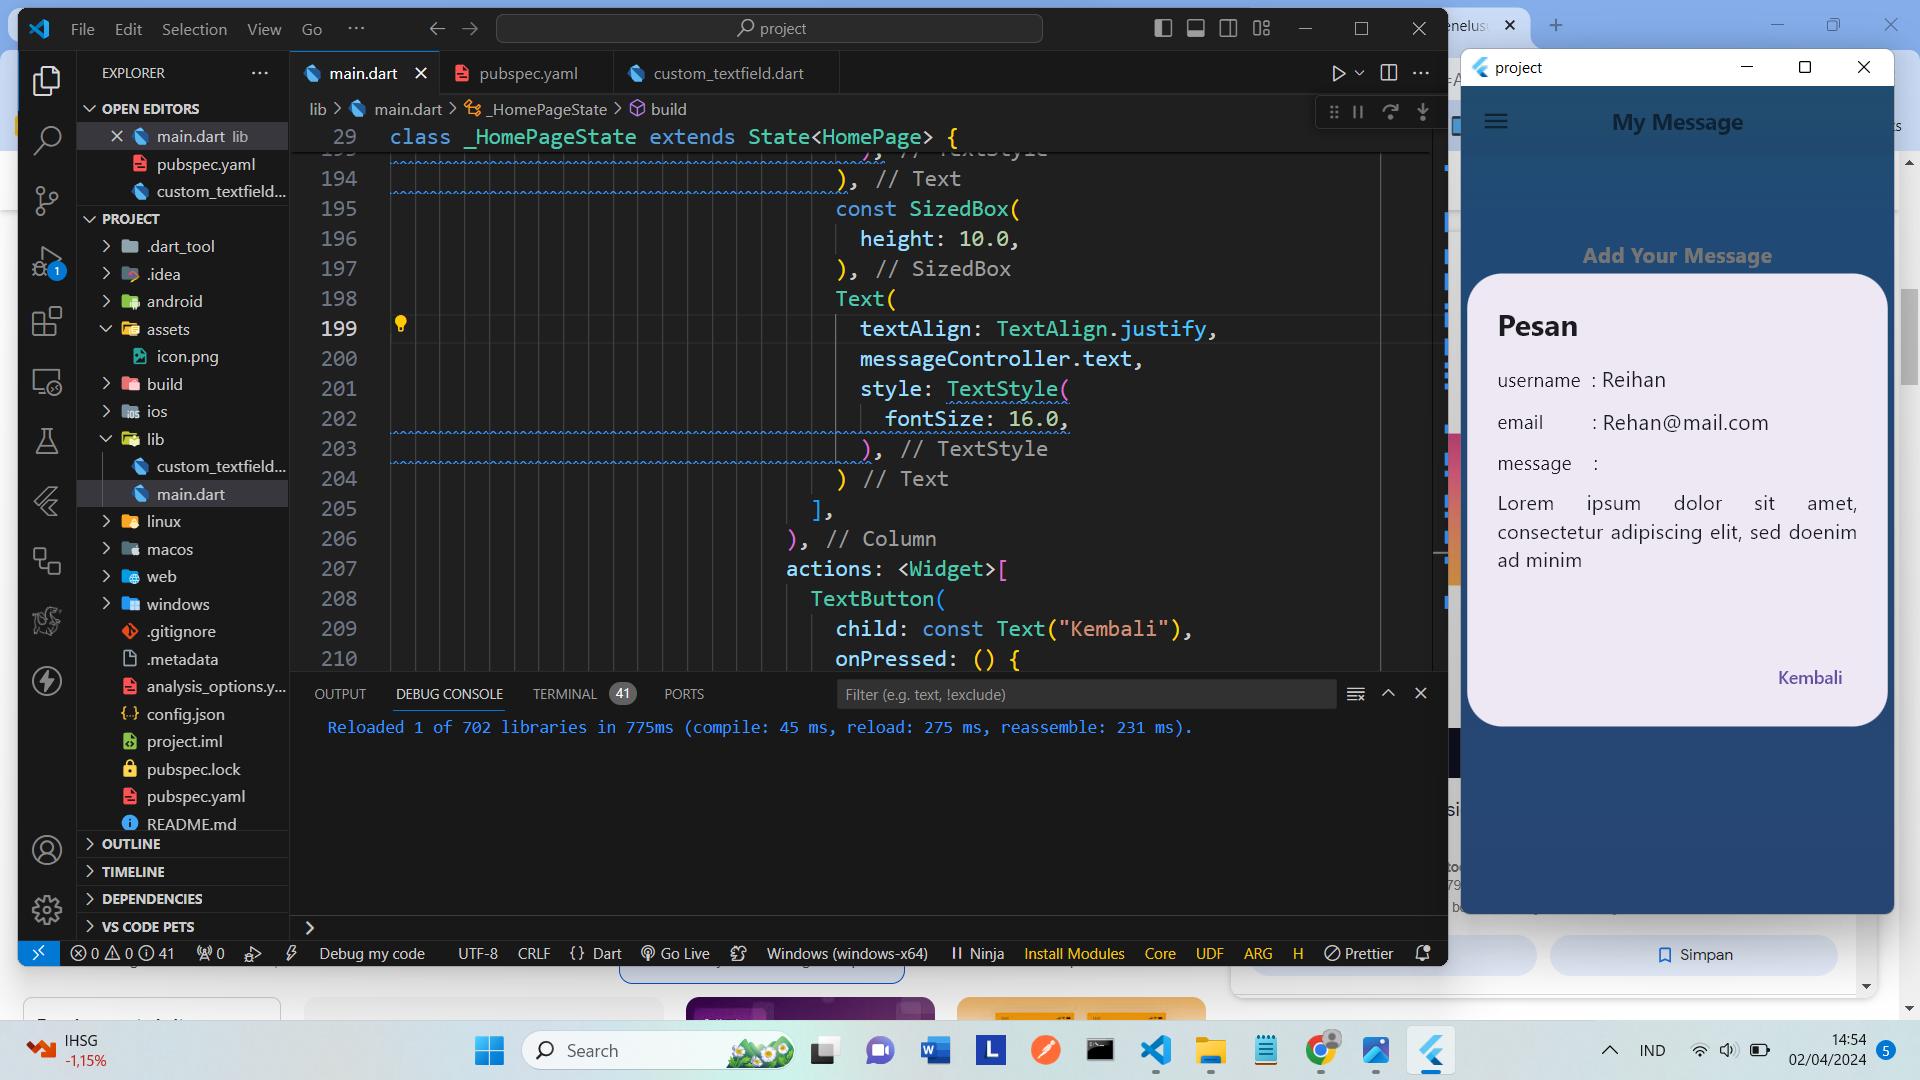 File Edit Selection View Go ··· project
EXPLORER
OPEN EDITORS
main.dart lib
pubspec.yaml
custom_textfield...
PROJECT
.dart_tool
.idea
android
assets
icon.png
build
ios
lib
custom_textfield...
main.dart
linux
macos
web
windows
.gitignore
.metadata
analysis_options.y...
config.json
project.iml
pubspec.lock
pubspec.yaml
README.md
OUTLINE
TIMELINE
DEPENDENCIES
VS CODE PETS
main.dart pubspec.yaml custom_textfield.dart
lib > main.dart > _HomePageState > build
29 class _HomePageState extends State<HomePage> {
), // TextStyle
194 ), // Text
195 const SizedBox(
196 height: 10.0,
197 ), // SizedBox
198 Text(
199 textAlign: TextAlign.justify,
200 messageController.text,
201 style: TextStyle(
202 fontSize: 16.0,
203 ), // TextStyle
204 ) // Text
205 ],
206 ), // Column
207 actions: <Widget>[
208 TextButton(
209 child: const Text("Kembali"),
210 onPressed: () {
OUTPUT DEBUG CONSOLE TERMINAL 41 PORTS Filter (e.g. text, !exclude)
Reloaded 1 of 702 libraries in 775ms (compile: 45 ms, reload: 275 ms, reassemble: 231 ms).
1
0 0 41 0 Debug my code UTF-8 CRLF {} Dart Go Live Windows (windows-x64) Ninja Install Modules Core UDF ARG H Prettier
project
My Message
Add Your Message
Pesan
username : Reihan
email : Rehan@mail.com
message :
Lorem ipsum dolor sit amet,
consectetur adipiscing elit, sed doenim
ad minim
Kembali
Simpan
IHSG
-1,15%
Search
IND
14:54
02/04/2024
5